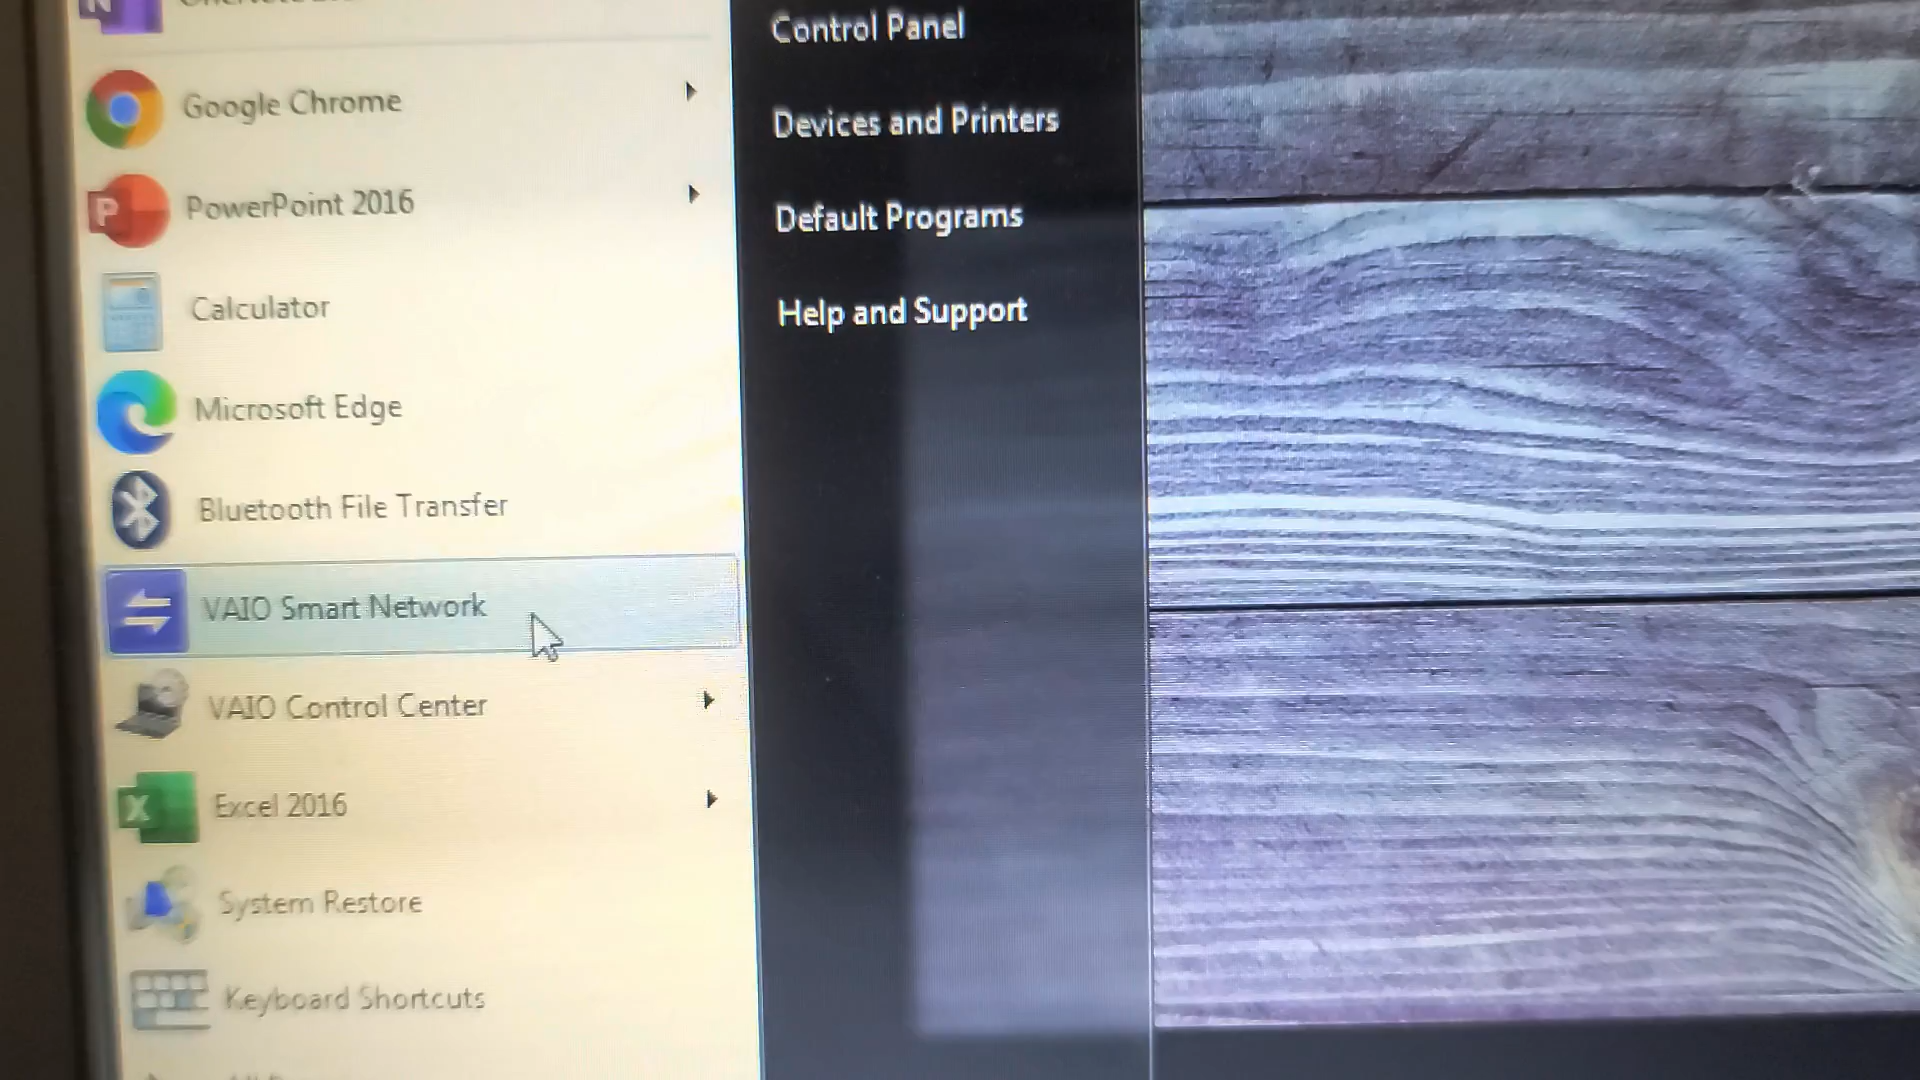 Google Chrome
PowerPoint 2016
Calculator
Microsoft Edge
Bluetooth File Transfer
VAIO Smart Network
VAIO Control Center
Excel 2016
System Restore
Keyboard Shortcuts
Control Panel
Devices and Printers
Default Programs
Help and Support